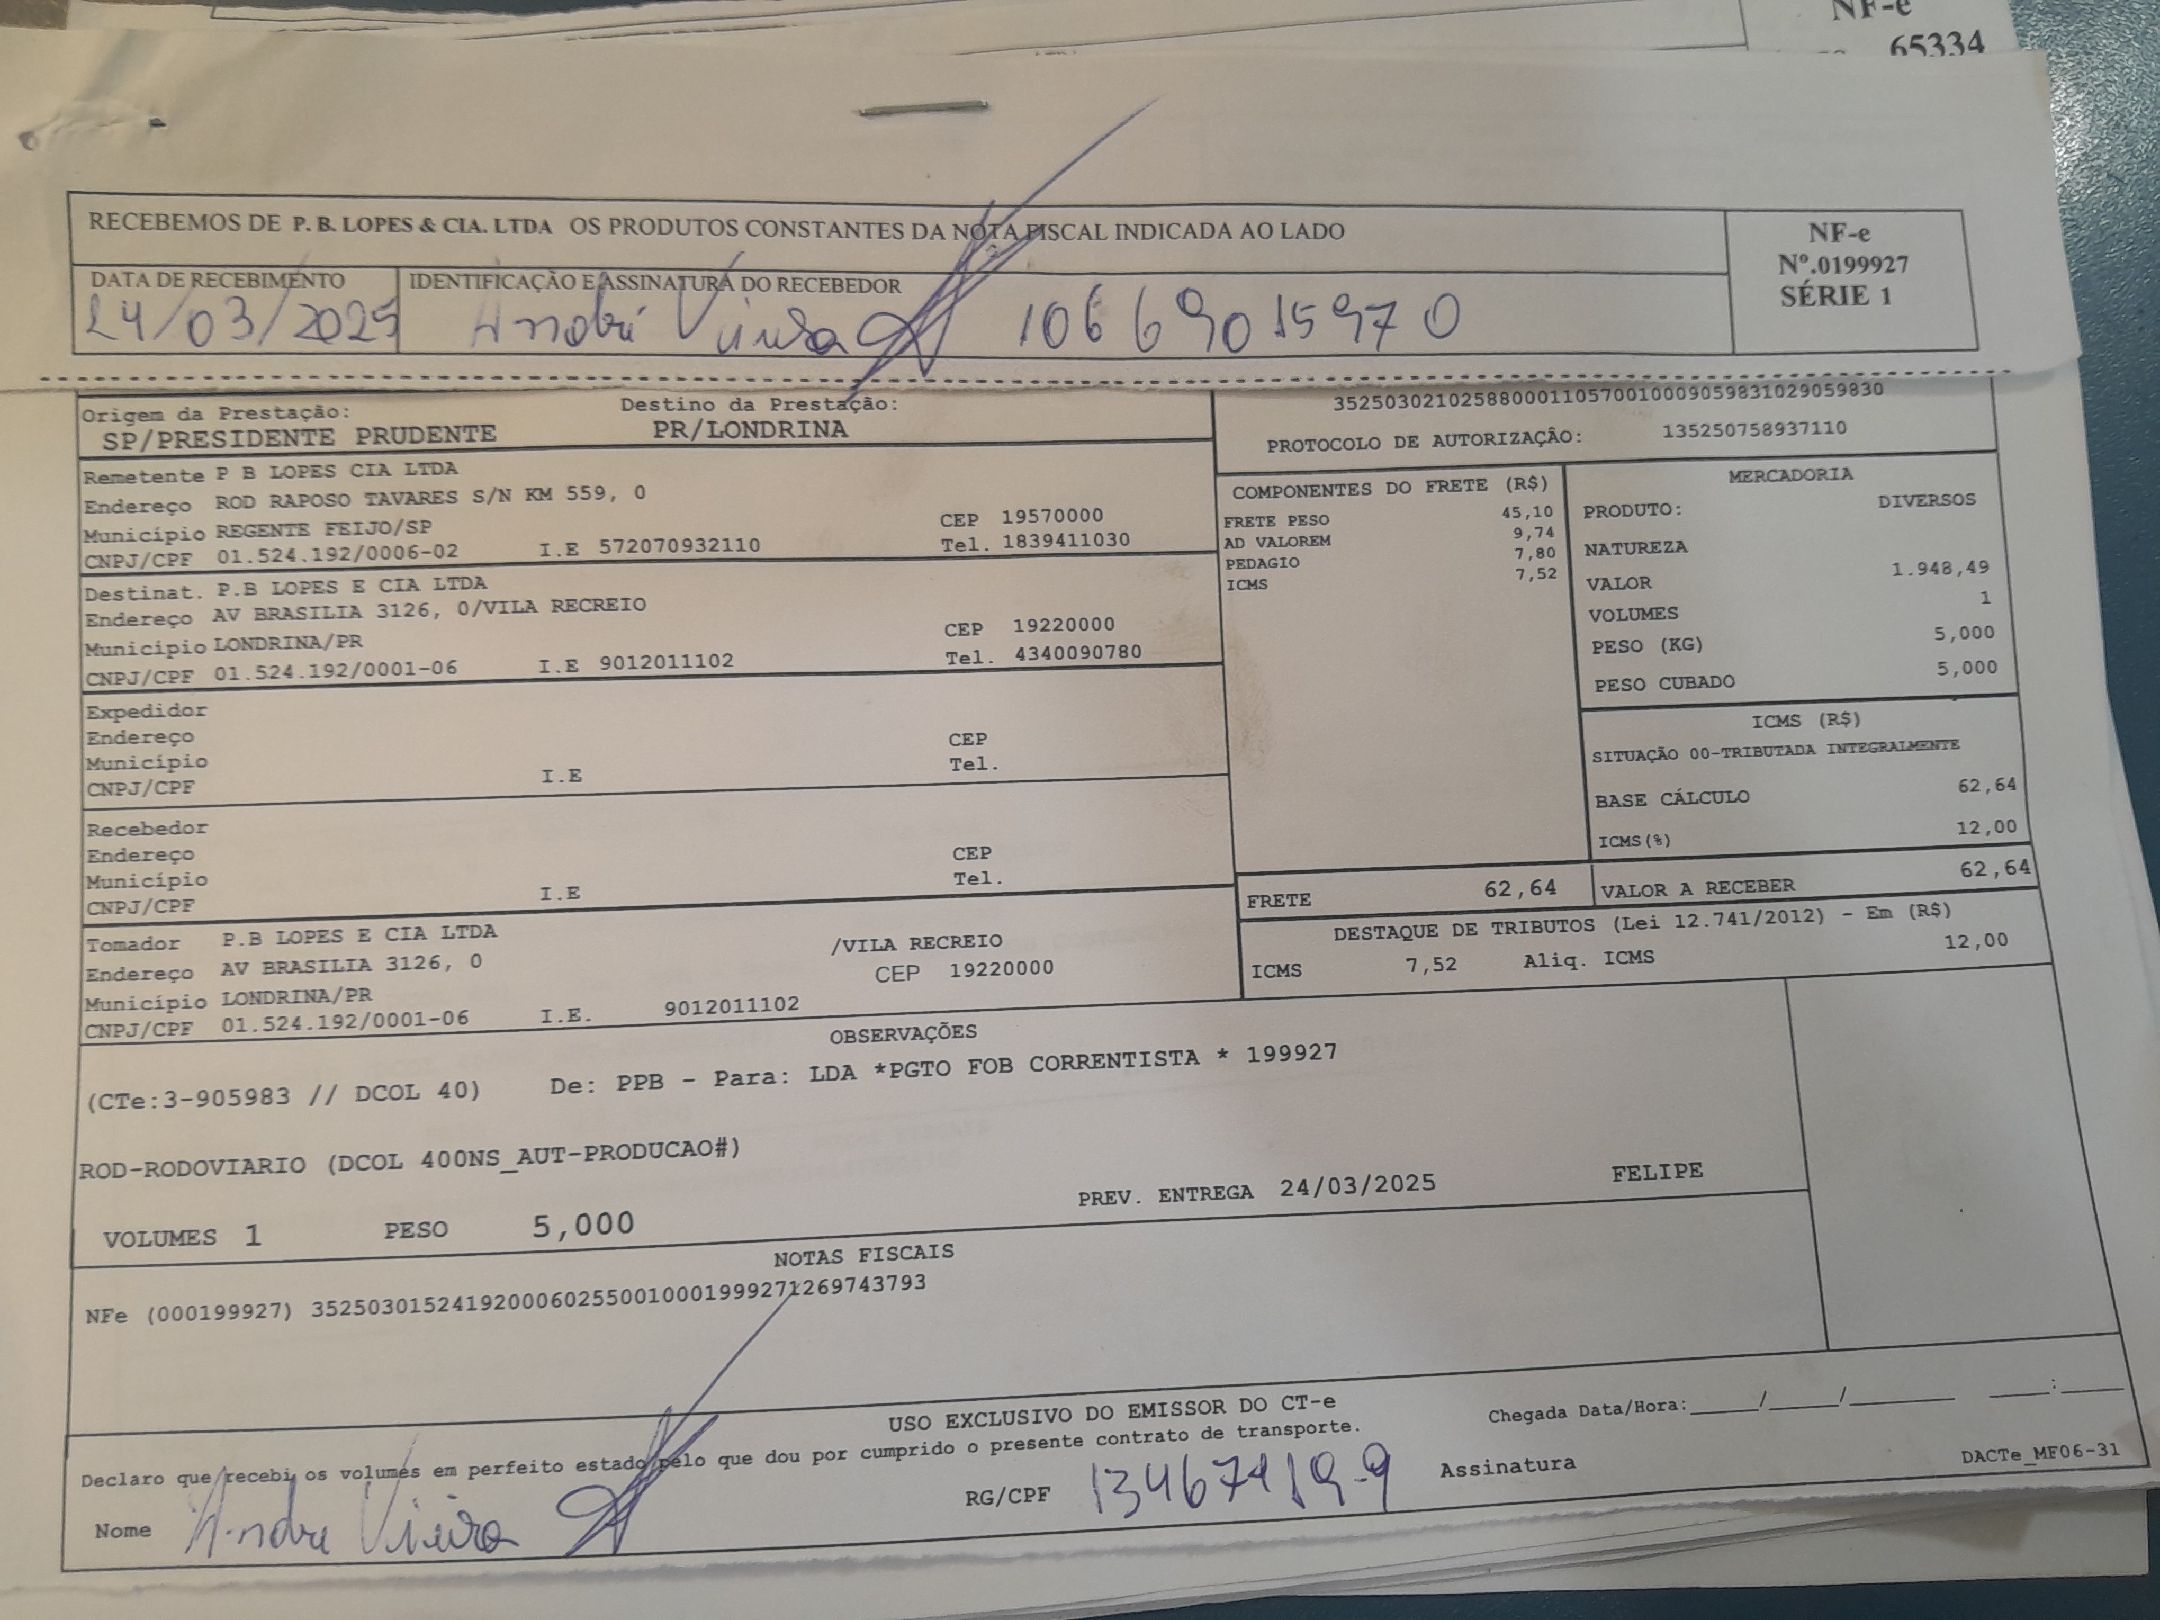 NF-e
65334
RECEBEMOS DE P. B. LOPES & CIA. LTDA OS PRODUTOS CONSTANTES DA NOTA FISCAL INDICADA AO LADO
NF-e
Nº.0199927
SÉRIE 1
DATA DE RECEBIMENTO
IDENTIFICAÇÃO E ASSINATURA DO RECEBEDOR
24/03/2025
André Vieira
10669015970
Origem da Prestação: Destino da Prestação:
SP/PRESIDENTE PRUDENTE PR/LONDRINA
35250302102588000110570010009059831029059830
PROTOCOLO DE AUTORIZAÇÃO: 135250758937110
Remetente P B LOPES CIA LTDA
Endereço ROD RAPOSO TAVARES S/N KM 559, 0
Município REGENTE FEIJO/SP CEP 19570000
CNPJ/CPF 01.524.192/0006-02 I.E 572070932110 Tel. 1839411030
Destinat. P.B LOPES E CIA LTDA
Endereço AV BRASILIA 3126, 0/VILA RECREIO
Município LONDRINA/PR CEP 19220000
CNPJ/CPF 01.524.192/0001-06 I.E 9012011102 Tel. 4340090780
Expedidor
Endereço
Município CEP
CNPJ/CPF I.E Tel.
Recebedor
Endereço
Município CEP
CNPJ/CPF I.E Tel.
Tomador P.B LOPES E CIA LTDA
Endereço AV BRASILIA 3126, 0 /VILA RECREIO
Município LONDRINA/PR CEP 19220000
CNPJ/CPF 01.524.192/0001-06 I.E. 9012011102
COMPONENTES DO FRETE (R$)
FRETE PESO 45,10
AD VALOREM 9,74
PEDAGIO 7,80
ICMS 7,52
MERCADORIA
PRODUTO: DIVERSOS
NATUREZA
VALOR 1.948,49
VOLUMES 1
PESO (KG) 5,000
PESO CUBADO 5,000
ICMS (R$)
SITUAÇÃO 00-TRIBUTADA INTEGRALMENTE
BASE CÁLCULO 62,64
ICMS(%) 12,00
FRETE 62,64
VALOR A RECEBER 62,64
DESTAQUE DE TRIBUTOS (Lei 12.741/2012) - Em (R$)
ICMS 7,52 Aliq. ICMS 12,00
OBSERVAÇÕES
(CTe:3-905983 // DCOL 40) De: PPB - Para: LDA *PGTO FOB CORRENTISTA * 199927
ROD-RODOVIARIO (DCOL 400NS_AUT-PRODUCAO#)
VOLUMES 1 PESO 5,000 PREV. ENTREGA 24/03/2025 FELIPE
NOTAS FISCAIS
NFe (000199927) 35250301524192000602550010001999271269743793
USO EXCLUSIVO DO EMISSOR DO CT-e
Declaro que recebi os volumes em perfeito estado pelo que dou por cumprido o presente contrato de transporte.
Chegada Data/Hora:_____/_____/________ ____:____
Nome Andre Vieira
RG/CPF 13467419-9
Assinatura
DACTe_MF06-31